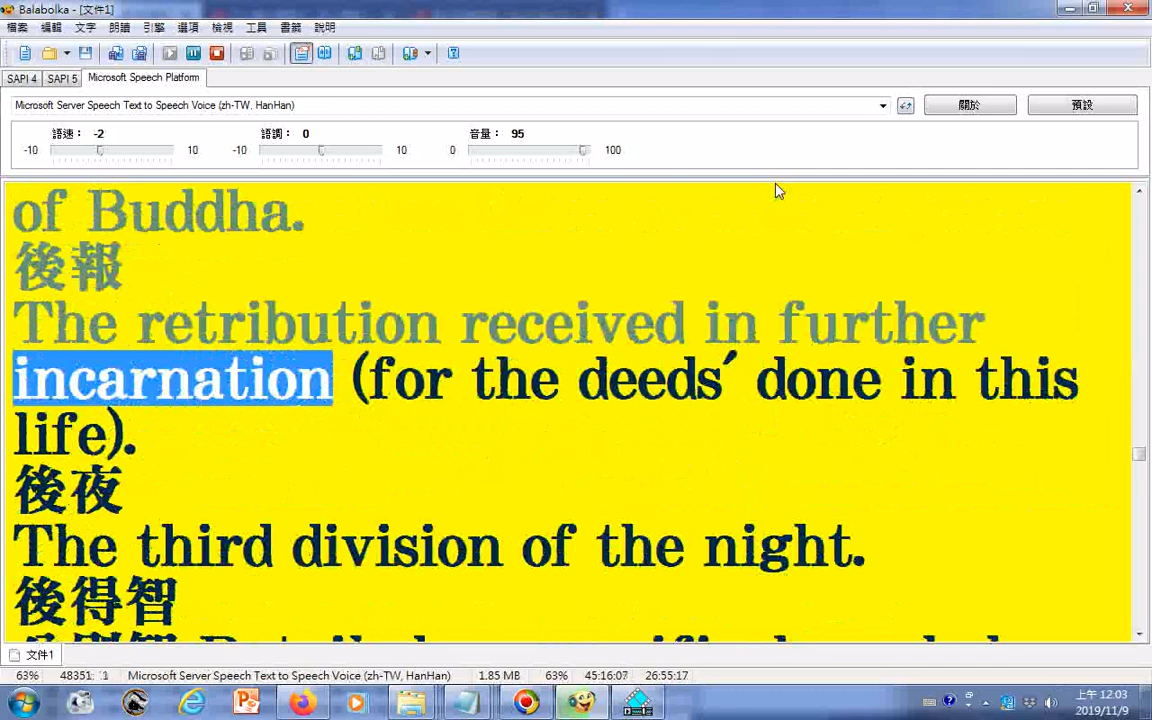 Balabolka - [文件1]
檔案 編輯 文字 朗讀 引擎 選項 檢視 工具 書籤 說明
SAPI 4 SAPI 5 Microsoft Speech Platform
Microsoft Server Speech Text to Speech Voice (zh-TW, HanHan) 關於 預設
語速： -2 語調： 0 音量： 95
-10 10 -10 10 0 100
of Buddha.
後報
The retribution received in further
incarnation (for the deeds′ done in this
life).
後夜
The third division of the night.
後得智
文件1
63% Microsoft Server Speech Text to Speech Voice (zh-TW, HanHan) 1.85 MB 63% 45:16:07 26:55:17
上午 12:03
2019/11/9